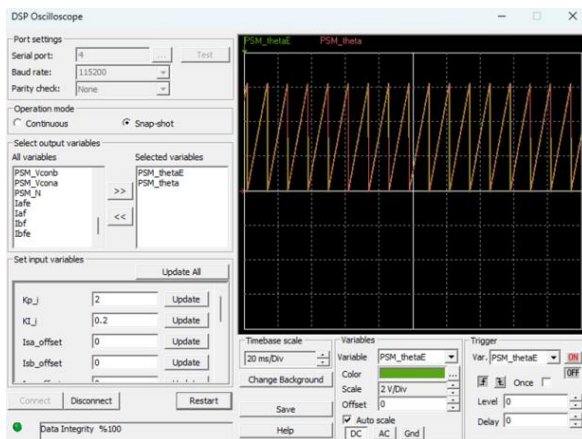 DSP Oscilloscope
Port settings
Serial port: 4 ... Test
Baud rate: 115200
Parity check: None
Operation mode
Continuous Snap-shot
Select output variables
All variables Selected variables
PSM_Vconb
PSM_Vcona
PSM_N
Iafe
Iaf
Ibf
Ibfe
>>
<<
PSM_thetaE
PSM_theta
Set input variables
Update All
Kp_i 2 Update
KI_i 0.2 Update
Isa_offset 0 Update
Isb_offset 0 Update
Connect Disconnect Restart
Data Integrity %100
PSM_thetaE PSM_theta
Timebase scale
20 ms/Div
Change Background
Save
Help
Variables
Variable PSM_thetaE
Color ...
Scale 2 V/Div
Offset 0
Auto scale
DC AC Gnd
Trigger
Var. PSM_thetaE ON
OFF
Once
Level 0
Delay 0